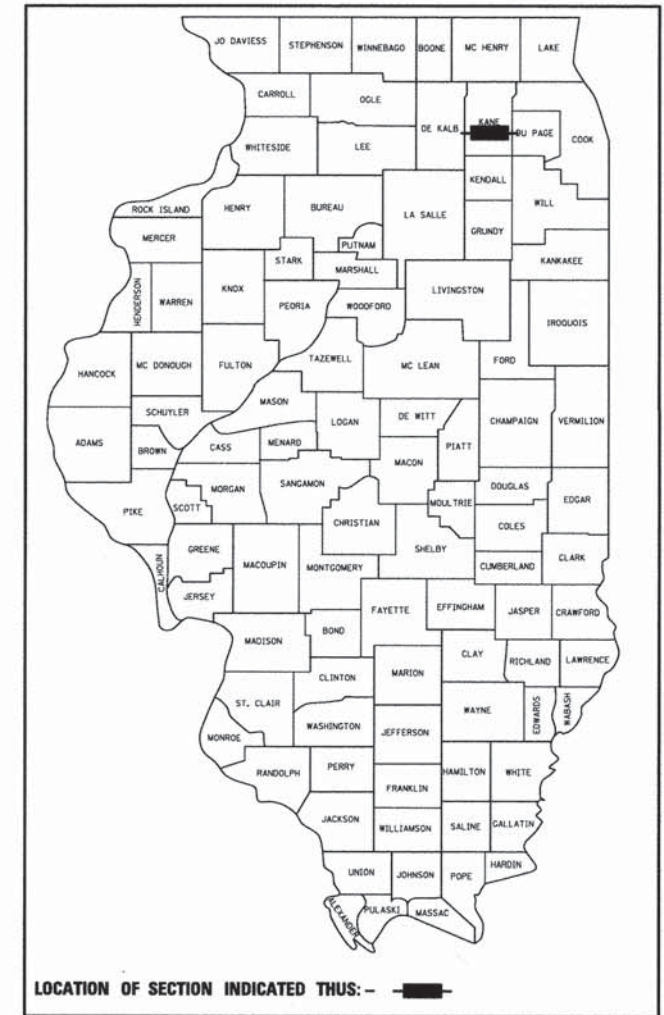 JO DAVIESS STEPHENSON WINNEBAGO BOONE MC HENRY LAKE
CARROLL OGLE DE KALB KANE DU PAGE COOK
WHITESIDE LEE
KENDALL
ROCK ISLAND HENRY BUREAU LA SALLE GRUNDY WILL
MERCER PUTNAM
STARK MARSHALL KANKAKEE
HENDERSON WARREN KNOX PEORIA WOODFORD LIVINGSTON IROQUOIS
HANCOCK MC DONOUGH FULTON TAZEWELL MC LEAN FORD
SCHUYLER MASON LOGAN DE WITT CHAMPAIGN VERMILION
ADAMS BROWN CASS MENARD MACON PIATT
PIKE SCOTT MORGAN SANGAMON MOULTRIE DOUGLAS EDGAR
CHRISTIAN COLES
CALHOUN GREENE MACOUPIN MONTGOMERY SHELBY CUMBERLAND CLARK
JERSEY FAYETTE EFFINGHAM JASPER CRAWFORD
MADISON BOND
CLINTON MARION CLAY RICHLAND LAWRENCE
ST. CLAIR WASHINGTON JEFFERSON WAYNE EDWARDS WABASH
MONROE
RANDOLPH PERRY FRANKLIN HAMILTON WHITE
JACKSON WILLIAMSON SALINE GALLATIN
UNION JOHNSON POPE HARDIN
ALEXANDER PULASKI MASSAC
LOCATION OF SECTION INDICATED THUS:-